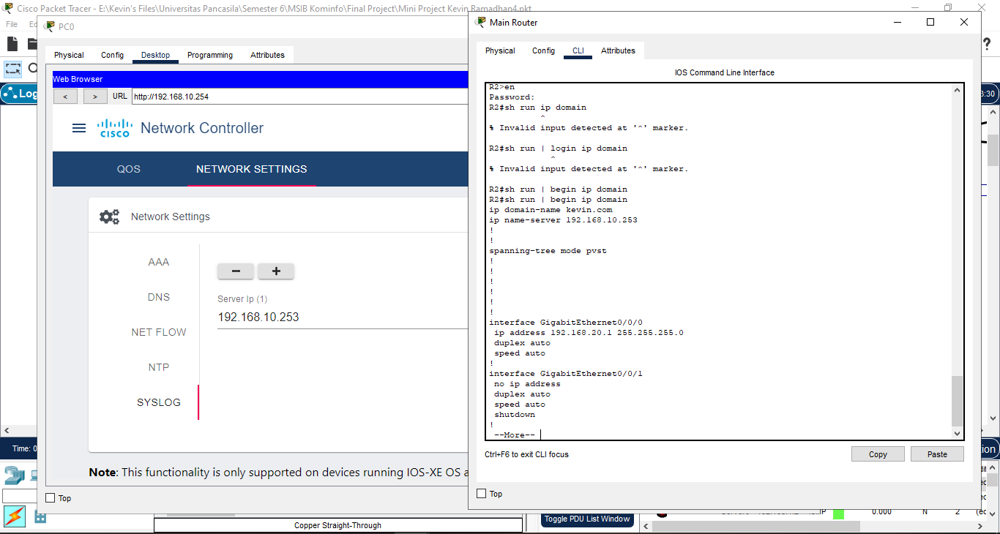 Cisco Packet Tracer - E:\Kevin's Files\Universitas Pancasila\Semester 6\MSIB Kominfo\Final Project\Mini Project Kevin Ramadhan4.pkt
File
PC0
Physical Config Desktop Programming Attributes
Web Browser
< > URL http://192.168.10.254
CISCO Network Controller
QOS NETWORK SETTINGS
Network Settings
AAA
DNS
NET FLOW
NTP
SYSLOG
− +
Server Ip (1)
192.168.10.253
Note: This functionality is only supported on devices running IOS-XE OS
Top
Log
Time: 0
Copper Straight-Through
Main Router
Physical Config CLI Attributes
IOS Command Line Interface
R2>en
Password:
R2#sh run ip domain
^
% Invalid input detected at '^' marker.
R2#sh run | login ip domain
^
% Invalid input detected at '^' marker.
R2#sh run | begin ip domain
R2#sh run | begin ip domain
ip domain-name kevin.com
ip name-server 192.168.10.253
!
!
spanning-tree mode pvst
!
!
!
!
!
!
interface GigabitEthernet0/0/0
ip address 192.168.20.1 255.255.255.0
duplex auto
speed auto
!
interface GigabitEthernet0/0/1
no ip address
duplex auto
speed auto
shutdown
!
--More--
Ctrl+F6 to exit CLI focus
Copy Paste
Top
Toggle PDU List Window
0.000 N 2